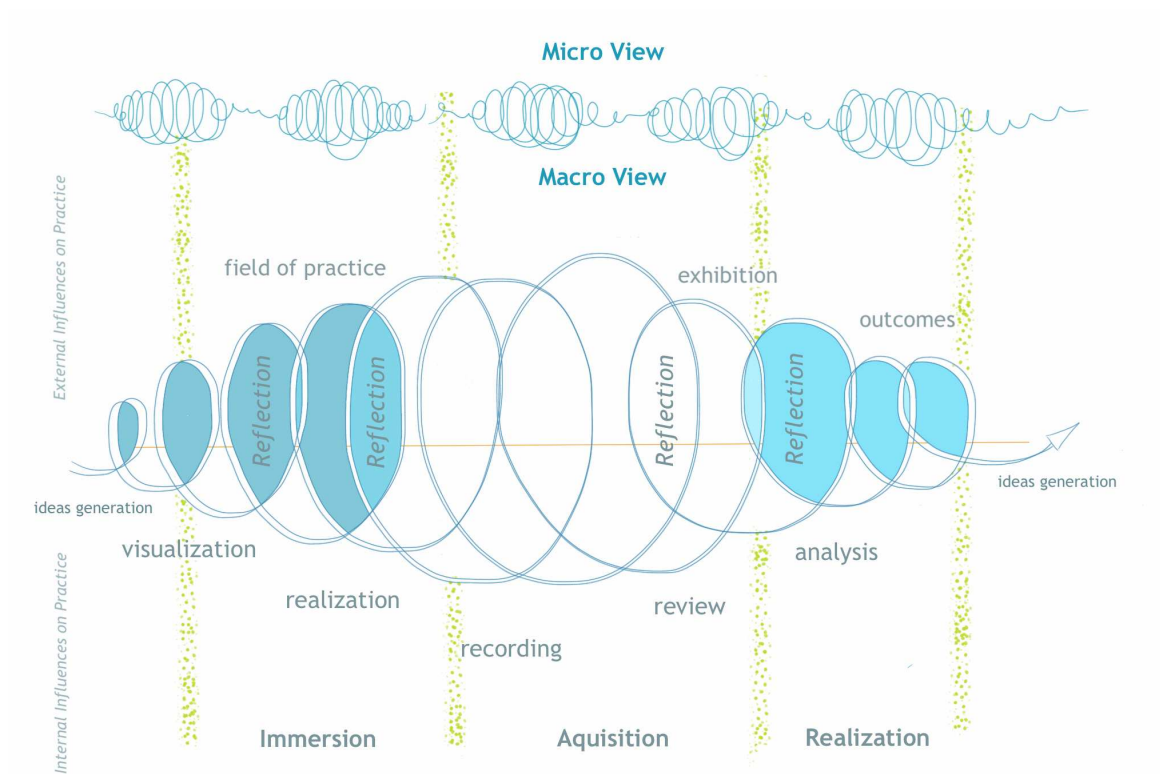 Micro View
Macro View
External Influences on Practice
field of practice
exhibition
outcomes
Reflection
Reflection
Reflection
Reflection
ideas generation
ideas generation
visualization
analysis
realization
review
recording
Internal Influences on Practice
Immersion
Aquisition
Realization